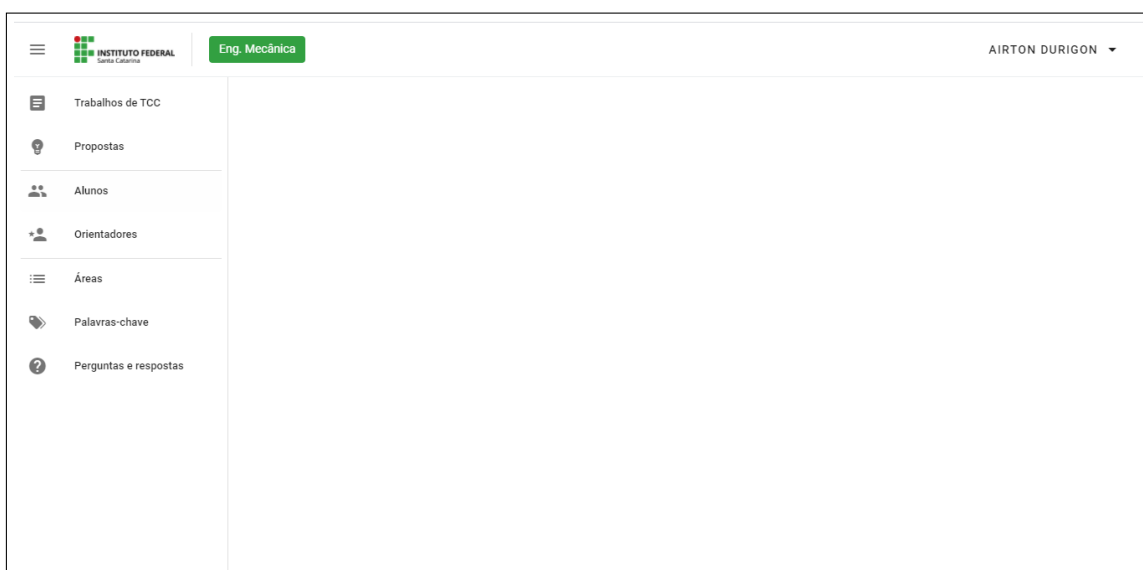 INSTITUTO FEDERAL
Santa Catarina
Eng. Mecânica
AIRTON DURIGON
Trabalhos de TCC
Propostas
Alunos
Orientadores
Áreas
Palavras-chave
Perguntas e respostas